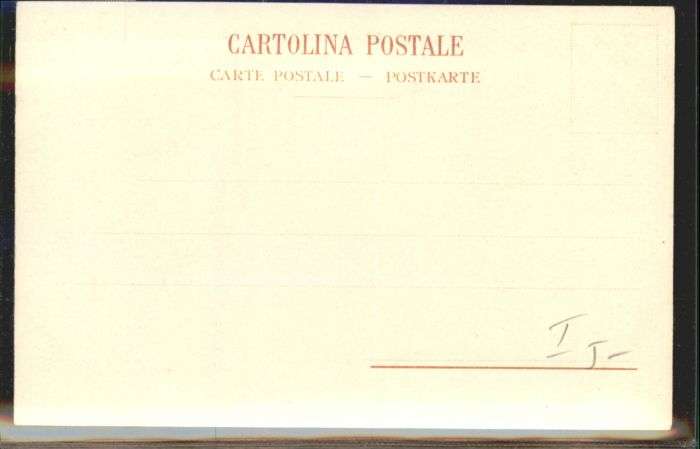 CARTOLINA POSTALE
CARTE POSTALE — POSTKARTE
I